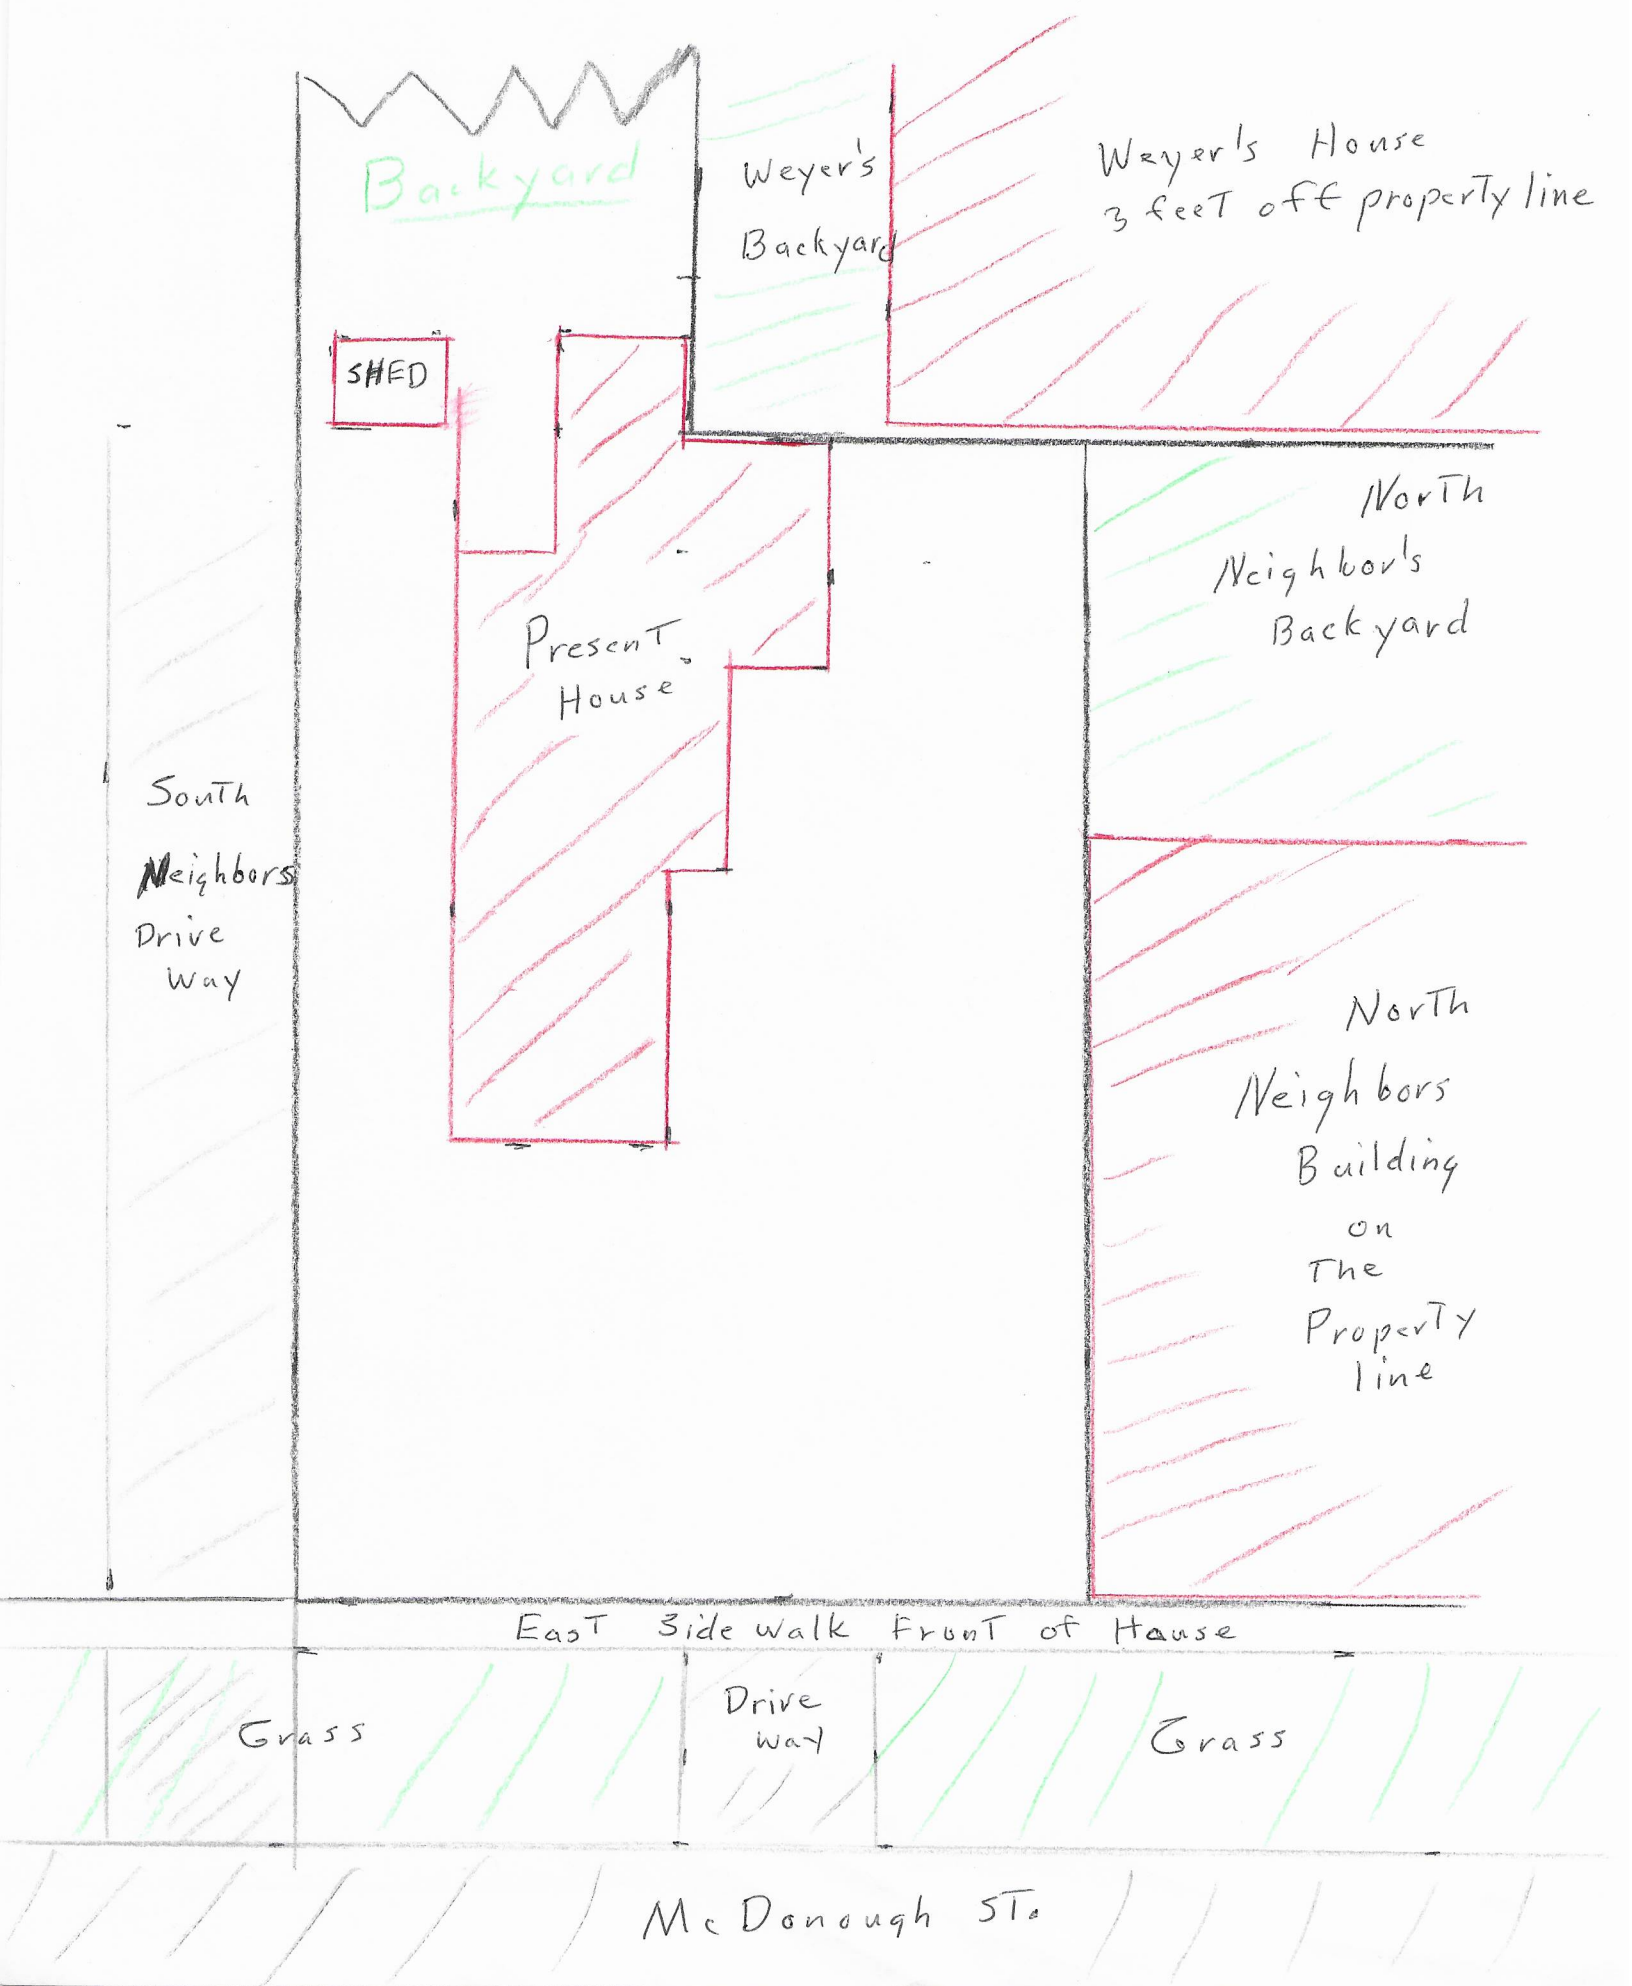 Backyard
Weyer's
Backyard
Weyer's House
3 feet off property line
SHED
North
Neighbor's
Backyard
Present
House
South
Neighbors
Drive
Way
North
Neighbors
Building
on
The
Property
line
East Side walk Front of House
Grass
Drive
way
Grass
McDonough ST.